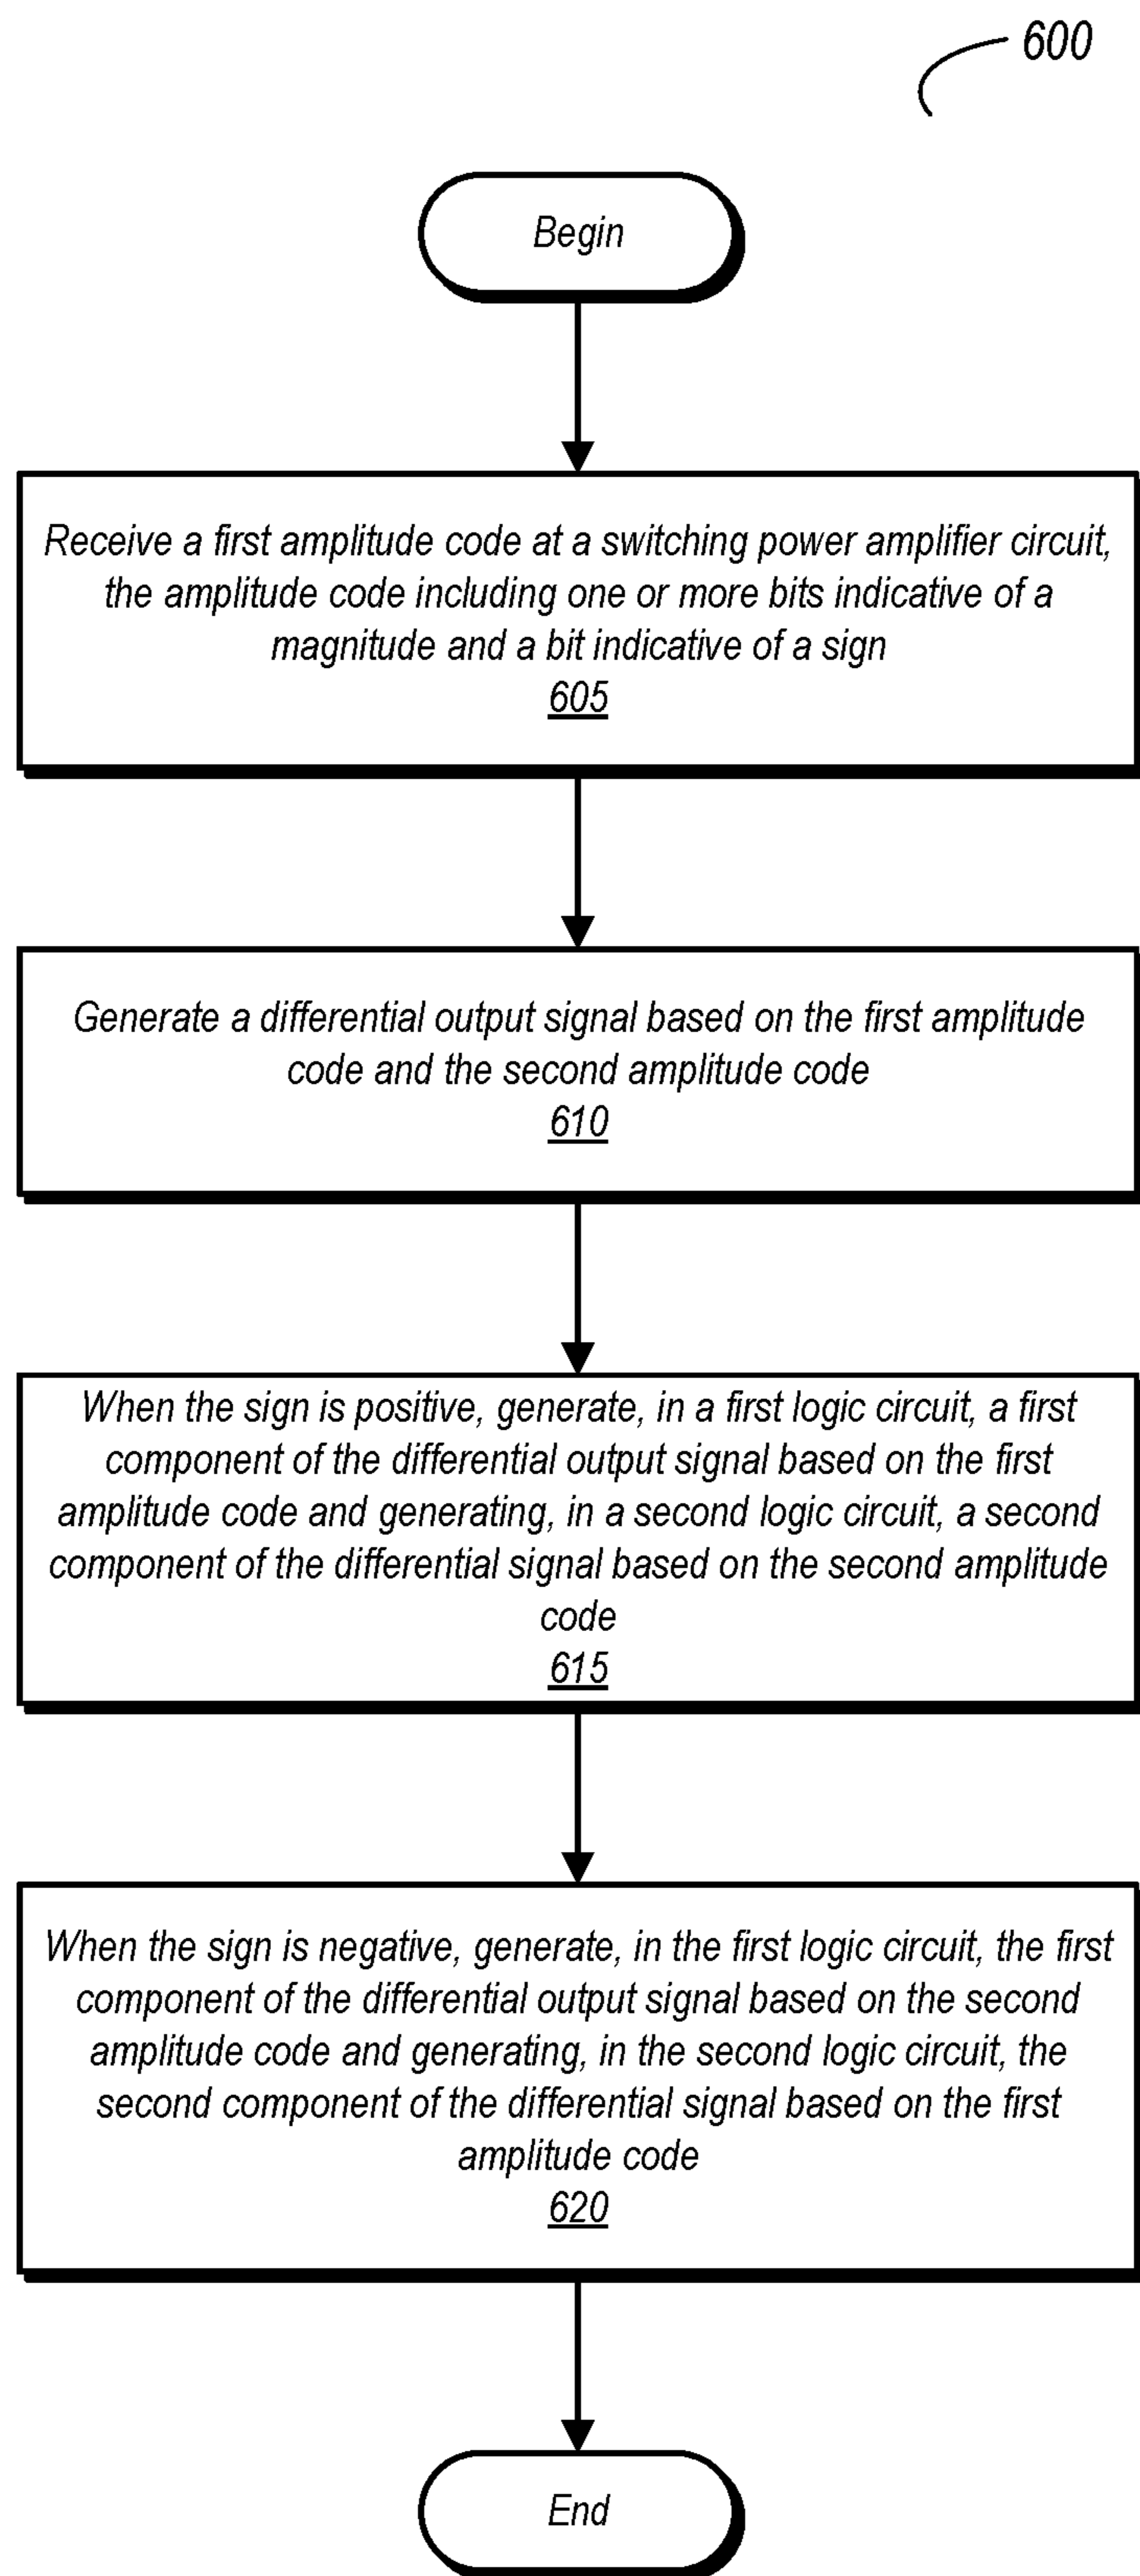 600
Begin
Receive a first amplitude code at a switching power amplifier circuit,
the amplitude code including one or more bits indicative of a
magnitude and a bit indicative of a sign
605
Generate a differential output signal based on the first amplitude
code and the second amplitude code
610
When the sign is positive, generate, in a first logic circuit, a first
component of the differential output signal based on the first
amplitude code and generating, in a second logic circuit, a second
component of the differential signal based on the second amplitude
code
615
When the sign is negative, generate, in the first logic circuit, the first
component of the differential output signal based on the second
amplitude code and generating, in the second logic circuit, the
second component of the differential signal based on the first
amplitude code
620
End